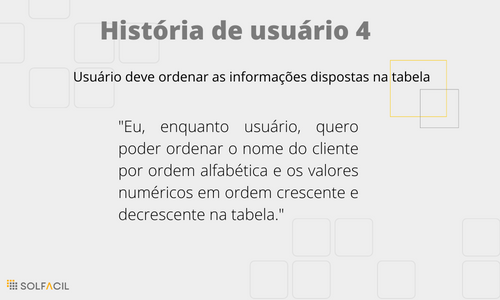 História de usuário 4
Usuário deve ordenar as informações dispostas na tabela
"Eu, enquanto usuário, quero
poder ordenar o nome do cliente
por ordem alfabética e os valores
numéricos em ordem crescente e
decrescente na tabela."
SOLFACIL